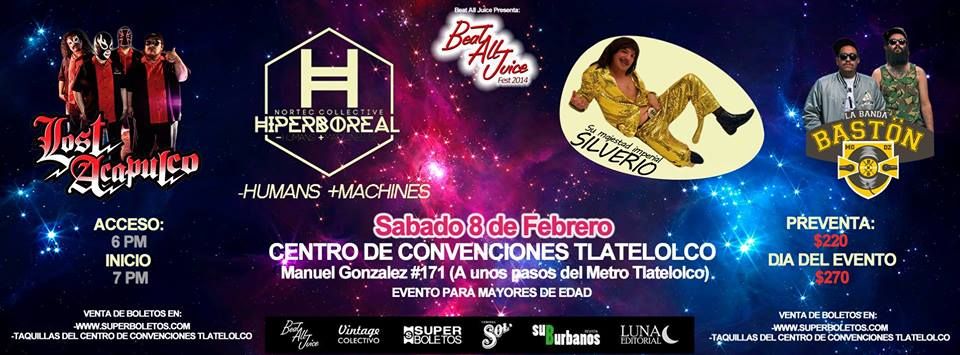 Beat All Juice Presenta:
Beat
All
Juice
Fest 2014
Lost
Acapulco
H
NORTEC COLLECTIVE
HIPERBOREAL
-HUMANS +MACHINES
Su majestad imperial
SILVERIO
LA BANDA
BASTÓN
MG DZ
ACCESO:
6 PM
INICIO
7 PM
Sabado 8 de Febrero
CENTRO DE CONVENCIONES TLATELOLCO
Manuel Gonzalez #171 (A unos pasos del Metro Tlatelolco)
EVENTO PARA MAYORES DE EDAD
PREVENTA:
$220
DIA DEL EVENTO
$270
VENTA DE BOLETOS EN:
-WWW.SUPERBOLETOS.COM
-TAQUILLAS DEL CENTRO DE CONVENCIONES TLATELOLCO
Beat All Juice
Vintage
COLECTIVO
SUPER
BOLETOS
SOL
suBurbanos
REVISTA
LUNA
EDITORIAL
VENTA DE BOLETOS EN:
-WWW.SUPERBOLETOS.COM
-TAQUILLAS DEL CENTRO DE CONVENCIONES TLATELOLCO